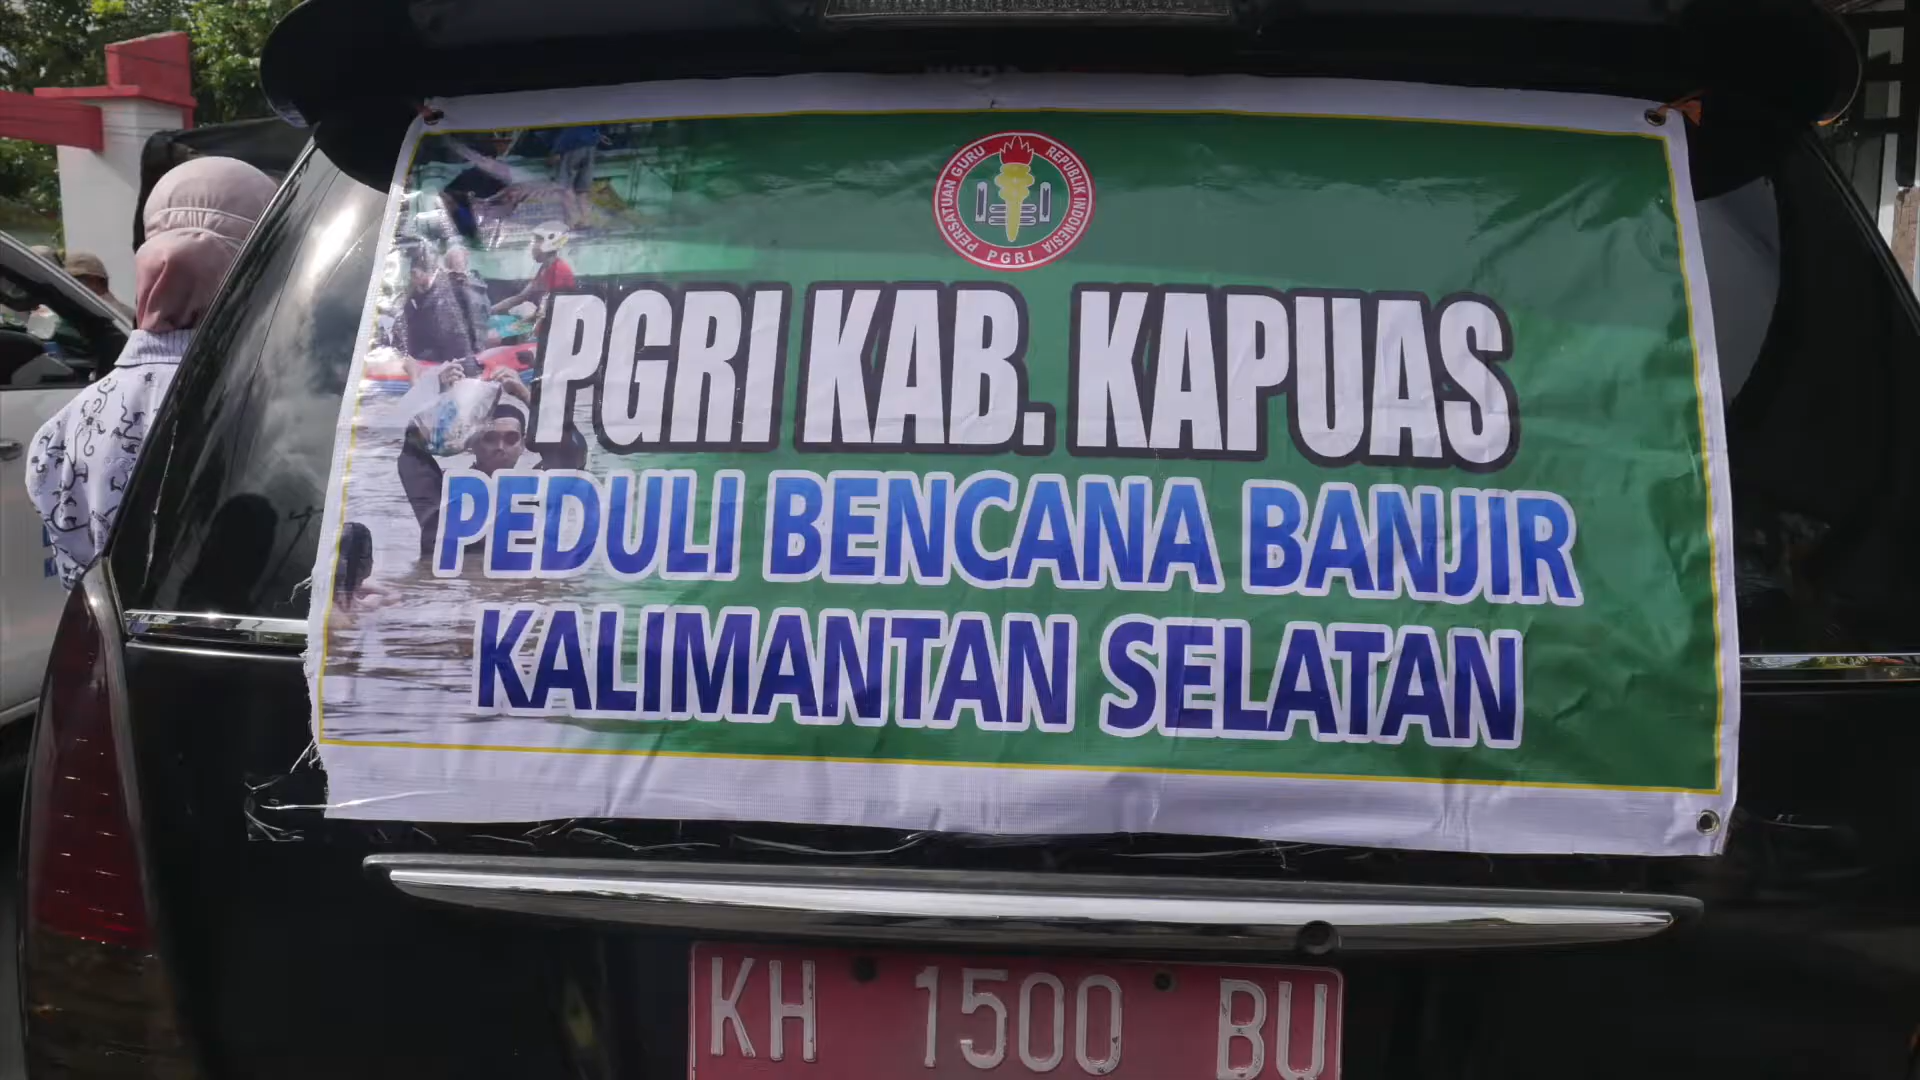 PERSATUAN GURU REPUBLIK INDONESIA
PGRI
PGRI KAB. KAPUAS
PEDULI BENCANA BANJIR
KALIMANTAN SELATAN
KH 1500 BU